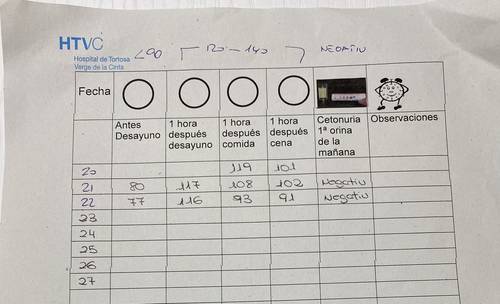 HTVC <90 120-140 NEGATIU
Hospital de Tortosa
Verge de la Cinta
Fecha
Antes Desayuno 1 hora después desayuno 1 hora después comida 1 hora después cena Cetonuria 1ª orina de la mañana Observaciones
20 119 101
21 80 117 108 102 Negatiu
22 77 116 93 91 Negatiu
23
24
25
26
27